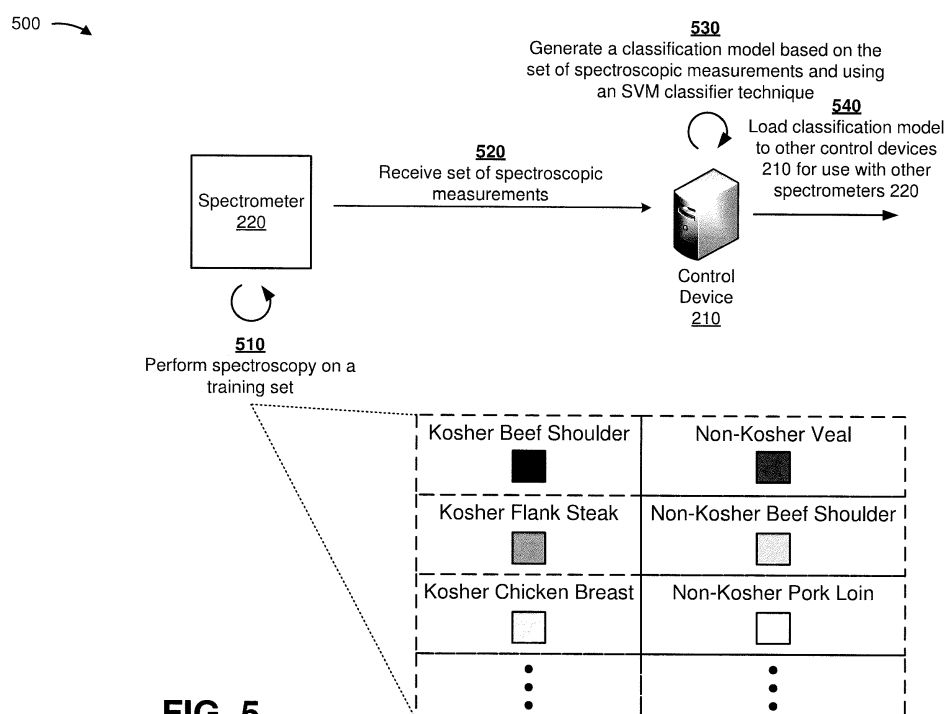 500
530
Generate a classification model based on the
set of spectroscopic measurements and using
an SVM classifier technique
540
Load classification model
to other control devices
210 for use with other
spectrometers 220
520
Receive set of spectroscopic
measurements
Spectrometer
220
Control
Device
210
510
Perform spectroscopy on a
training set
Kosher Beef Shoulder
Non-Kosher Veal
Kosher Flank Steak
Non-Kosher Beef Shoulder
Kosher Chicken Breast
Non-Kosher Pork Loin
FIG. 5